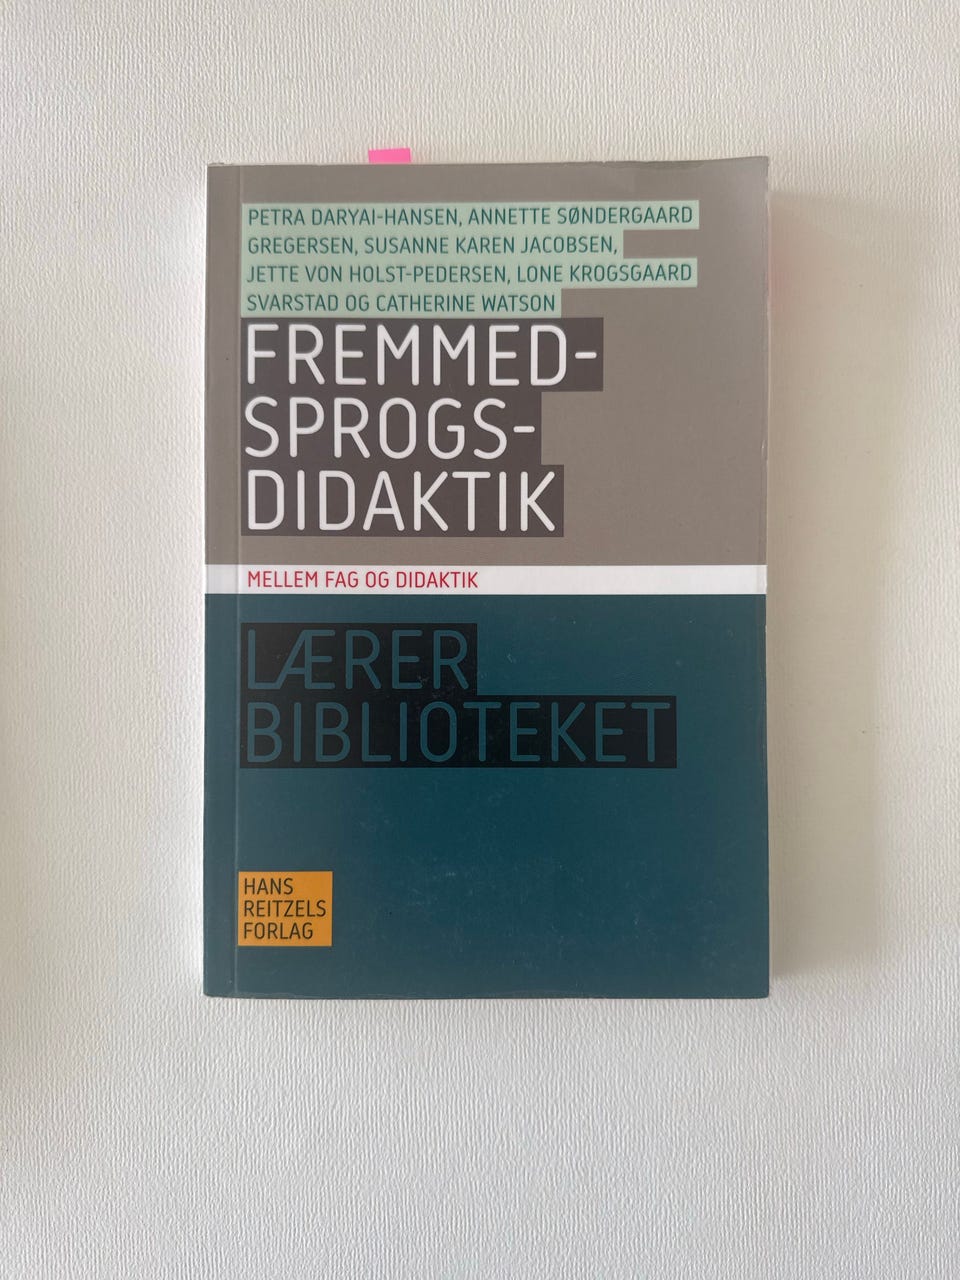 PETRA DARYAI-HANSEN, ANNETTE SØNDERGAARD
GREGERSEN, SUSANNE KAREN JACOBSEN,
JETTE VON HOLST-PEDERSEN, LONE KROGSGAARD
SVARSTAD OG CATHERINE WATSON
FREMMED-
SPROGS-
DIDAKTIK
MELLEM FAG OG DIDAKTIK
LÆRER
BIBLIOTEKET
HANS
REITZELS
FORLAG